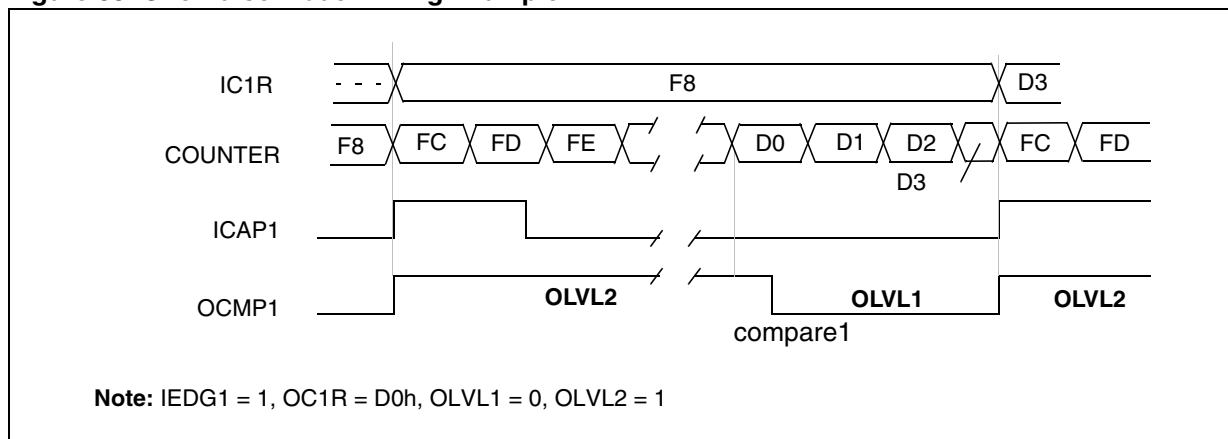 IC1R - - - F8 D3
COUNTER F8 FC FD FE D0 D1 D2 FC FD
D3
ICAP1
OCMP1 OLVL2 OLVL1 OLVL2
compare1
Note: IEDG1 = 1, OC1R = D0h, OLVL1 = 0, OLVL2 = 1